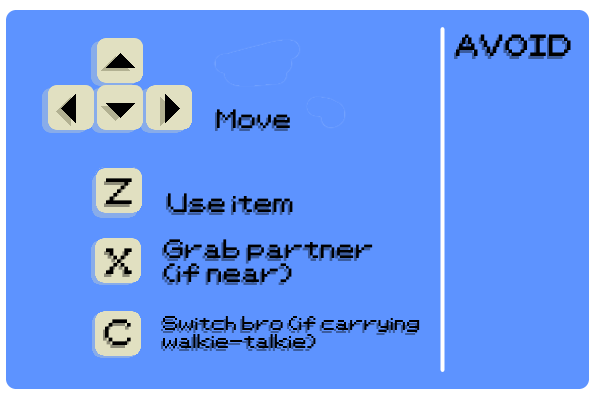 AVOID
Move
Z
Use item
X
Grab partner
(if near)
C
Switch bro (if carrying
walkie-talkie)